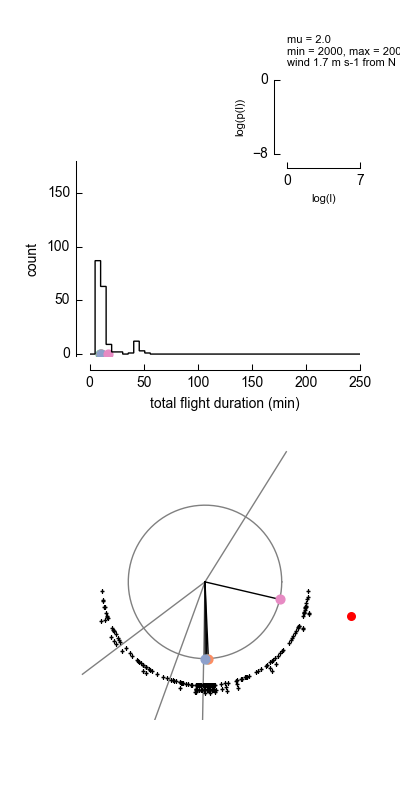 mu = 2.0
min = 2000, max = 200
wind 1.7 m s-1 from N
0
log(p(l))
−8
0 7
log(l)
150
100
50
0
count
0 50 100 150 200 250
total flight duration (min)